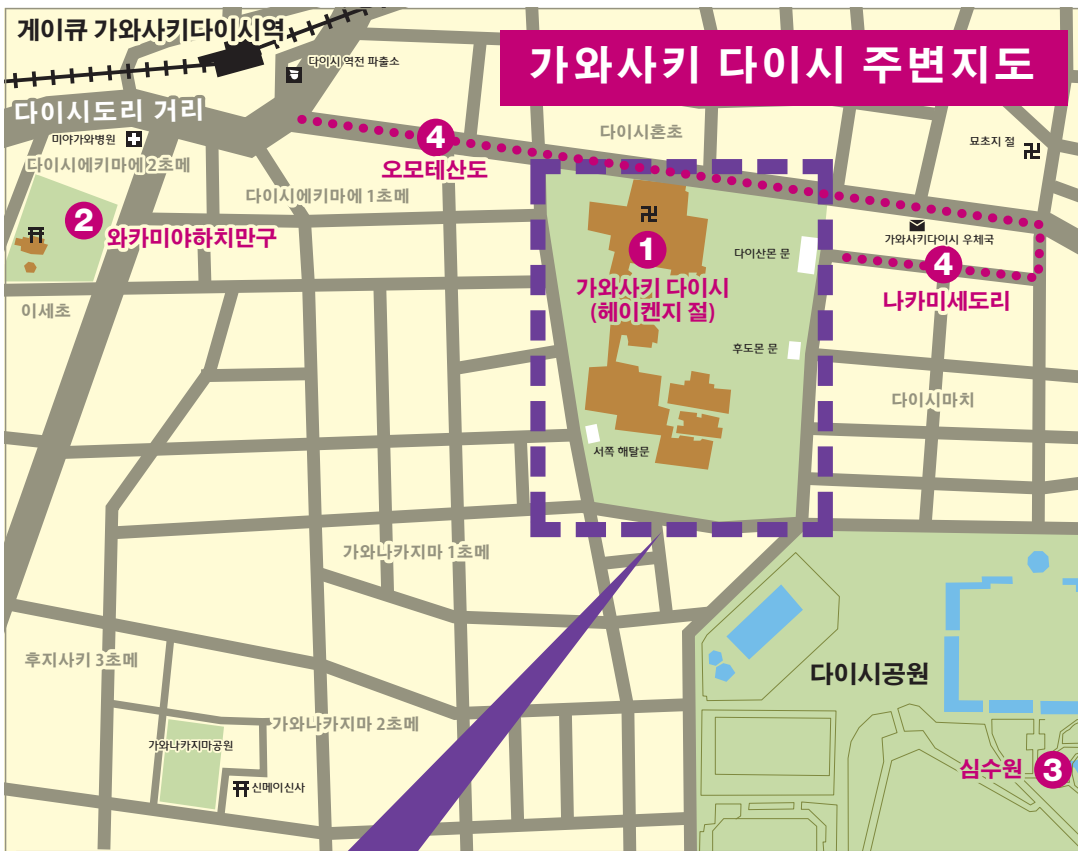 게이큐 가와사키다이시역
가와사키 다이시 주변지도
다이시 역전 파출소
다이시도리 거리
미야가와병원
다이시혼초
묘초지 절
4
오모테산도
다이시에키마에 2초메
다이시에키마에 1초메
2
와카미야하치만구
1
가와사키 다이시
(헤이켄지 절)
다이산몬 문
가와사키다이시 우체국
4
나카미세도리
이세초
후도몬 문
다이시마치
서쪽 해탈문
가와나카지마 1초메
후지사키 3초메
다이시공원
가와나카지마 2초메
가와나카지마공원
신메이신사
심수원
3